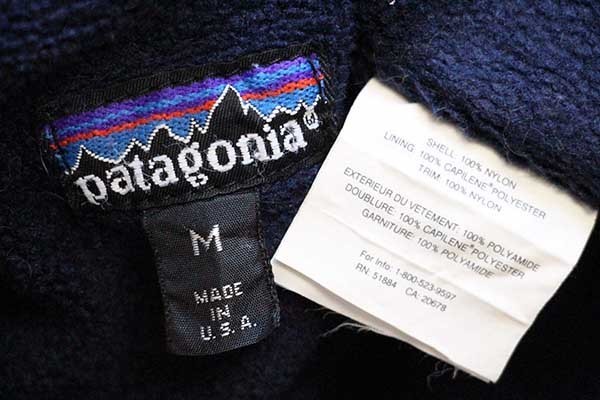 patagonia®
M
MADE
IN
U.S.A.
SHELL: 100% NYLON
LINING: 100% CAPILENE® POLYESTER
TRIM: 100% NYLON
EXTERIEUR DU VETEMENT: 100% POLYAMIDE
DOUBLURE: 100% CAPILENE® POLYESTER
GARNITURE: 100% POLYAMIDE
For Info: 1-800-523-9597
RN. 51884 CA. 20678